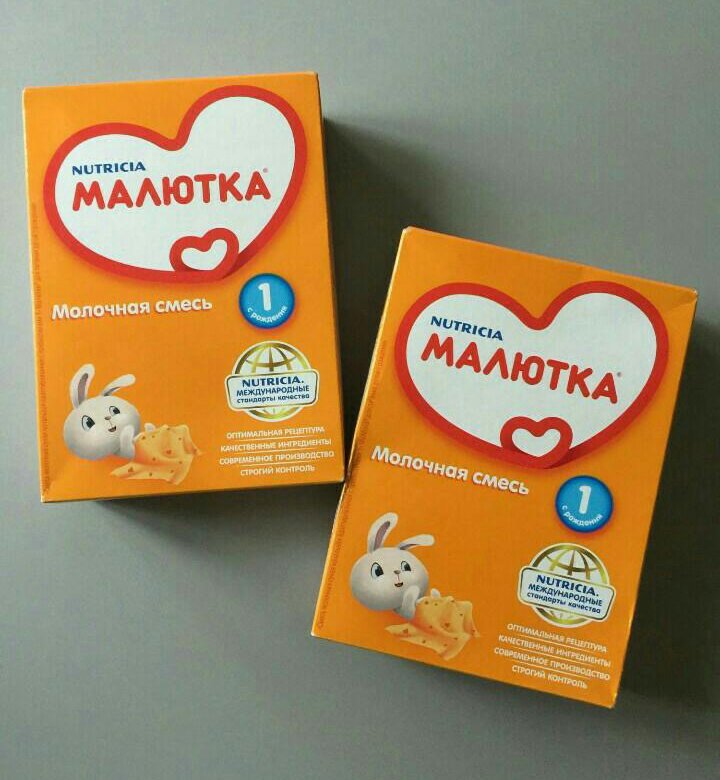 NUTRICIA
МАЛЮТКА®
Молочная смесь
1
с рождения
NUTRICIA.
МЕЖДУНАРОДНЫЕ
стандарты качества
ОПТИМАЛЬНАЯ РЕЦЕПТУРА
КАЧЕСТВЕННЫЕ ИНГРЕДИЕНТЫ
СОВРЕМЕННОЕ ПРОИЗВОДСТВО
СТРОГИЙ КОНТРОЛЬ
NUTRICIA
МАЛЮТКА®
Молочная смесь
1
с рождения
NUTRICIA.
МЕЖДУНАРОДНЫЕ
стандарты качества
ОПТИМАЛЬНАЯ РЕЦЕПТУРА
КАЧЕСТВЕННЫЕ ИНГРЕДИЕНТЫ
СОВРЕМЕННОЕ ПРОИЗВОДСТВО
СТРОГИЙ КОНТРОЛЬ